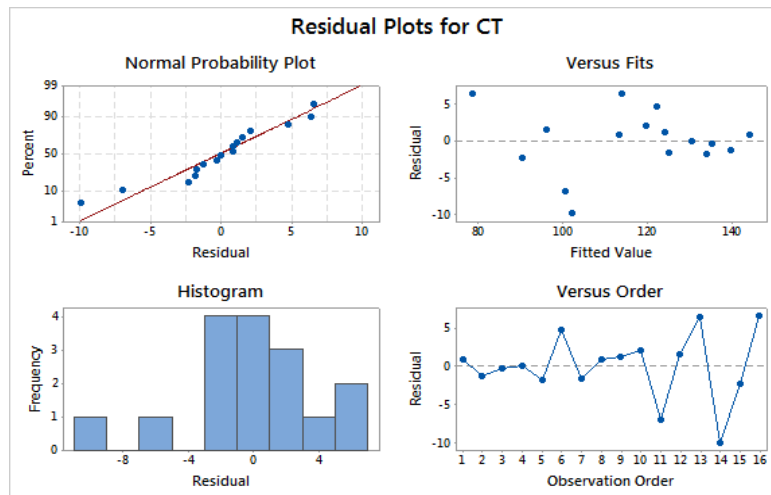 Residual Plots for CT
Normal Probability Plot
99
90
50
10
1
Percent
-10 -5 0 5 10
Residual
Versus Fits
5
0
-5
-10
Residual
80 100 120 140
Fitted Value
Histogram
4
3
2
1
0
Frequency
-8 -4 0 4
Residual
Versus Order
5
0
-5
-10
Residual
1 2 3 4 5 6 7 8 9 10 11 12 13 14 15 16
Observation Order